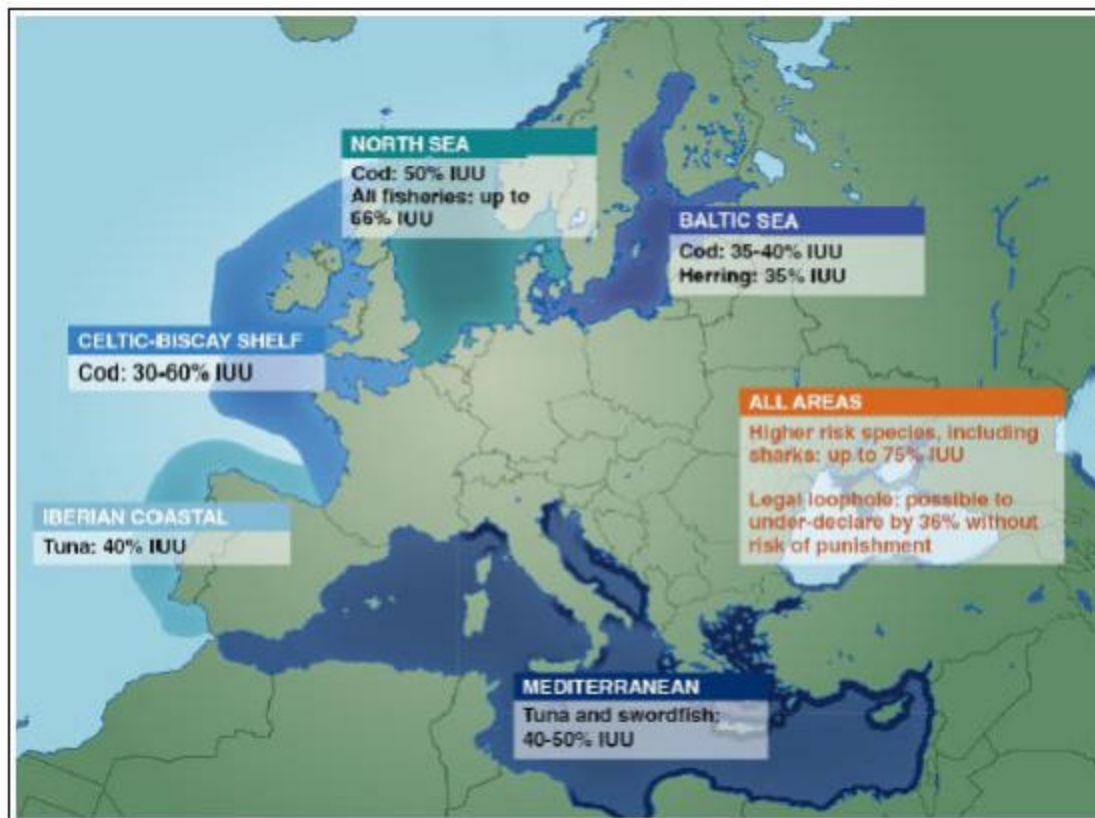 NORTH SEA
Cod: 50% IUU
All fisheries: up to
66% IUU
BALTIC SEA
Cod: 35-40% IUU
Herring: 35% IUU
CELTIC-BISCAY SHELF
Cod: 30-60% IUU
ALL AREAS
Higher risk species, including
sharks: up to 75% IUU
Legal loophole: possible to
under-declare by 36% without
risk of punishment
IBERIAN COASTAL
Tuna: 40% IUU
MEDITERRANEAN
Tuna and swordfish:
40-50% IUU